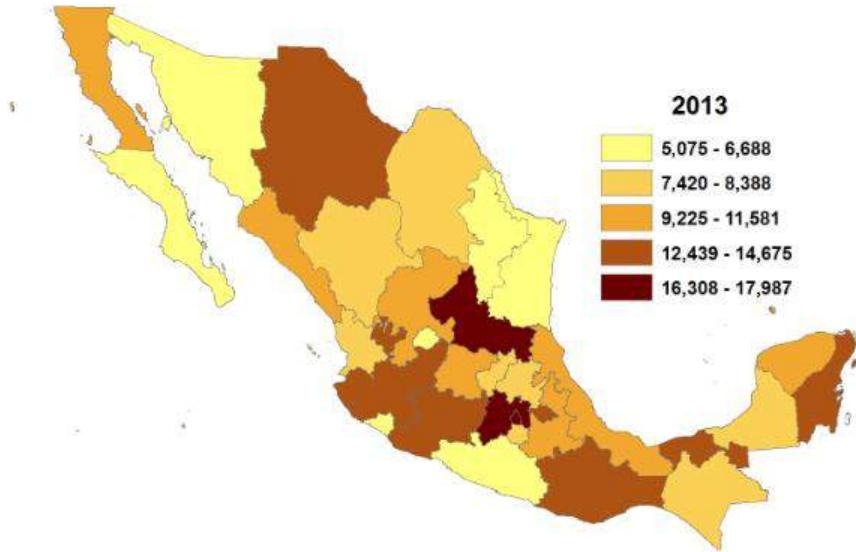 2013
5,075 - 6,688
7,420 - 8,388
9,225 - 11,581
12,439 - 14,675
16,308 - 17,987